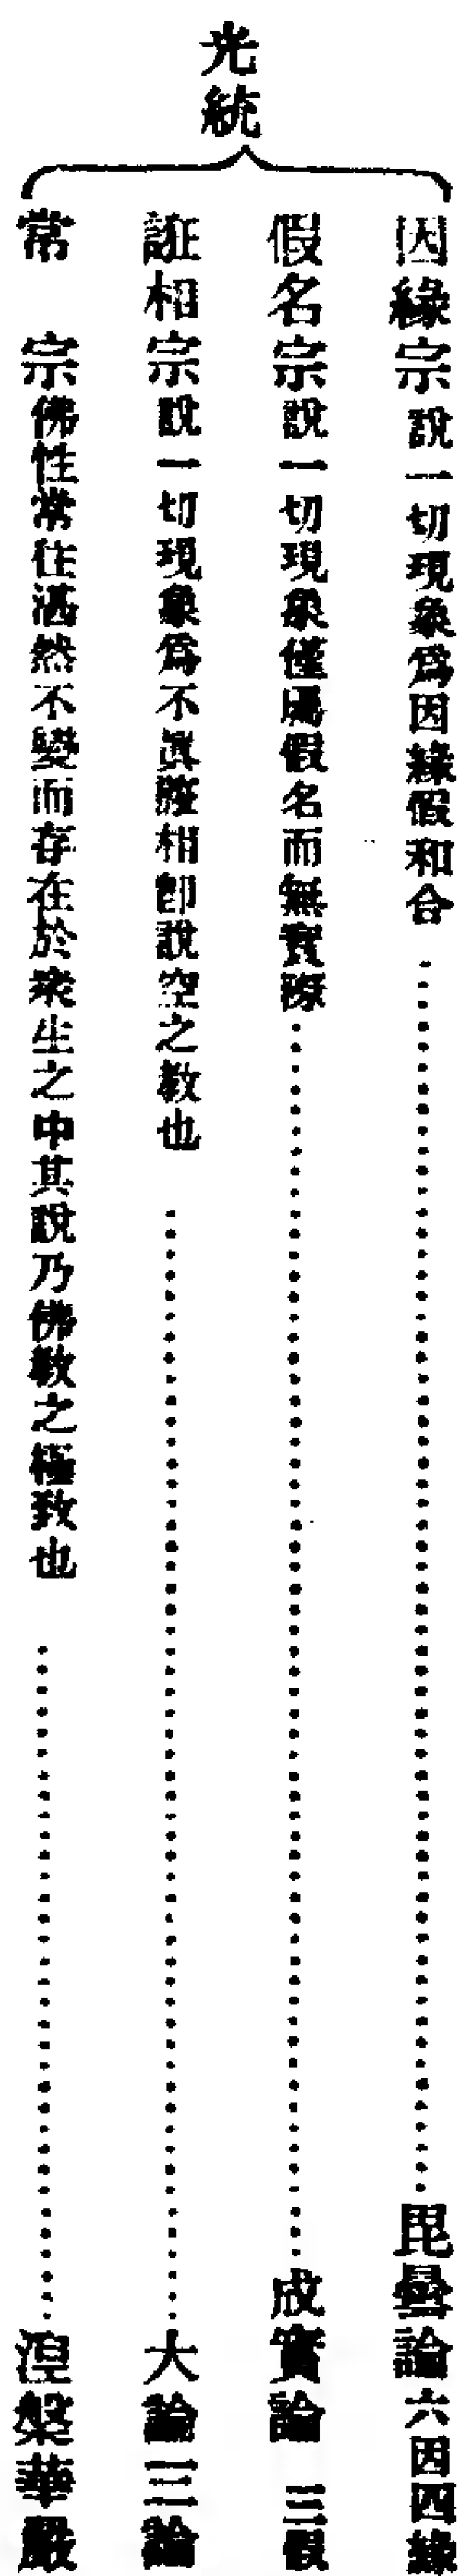 光統
因緣宗說一切現象爲因緣假和合…………毘曇論六因四緣
假名宗說一切現象僅屬假名而無實際…………成實論 三假
誑相宗說一切現象爲不眞誑相卽說空之敎也…………大論三論
常 宗佛性常住湛然不變而存在於衆生之中其說乃佛敎之極致也…………涅槃華嚴